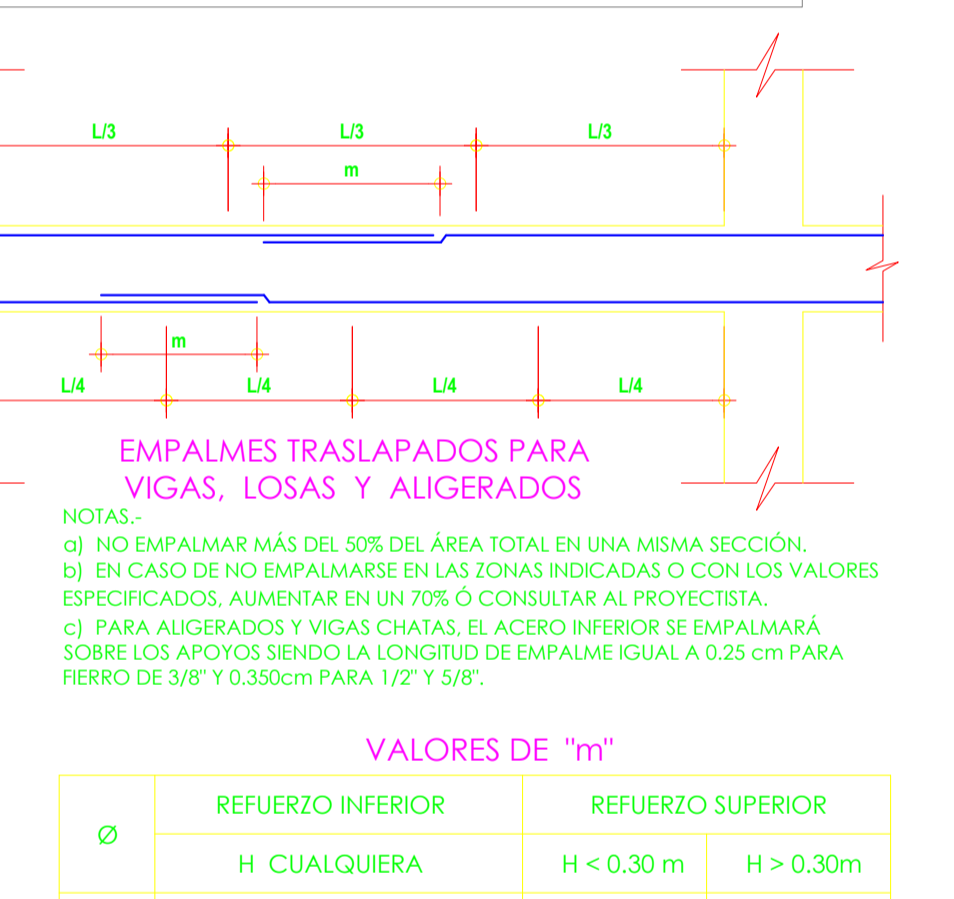 L/3 L/3 L/3
m
m
L/4 L/4 L/4 L/4
EMPALMES TRASLAPADOS PARA
VIGAS, LOSAS Y ALIGERADOS
NOTAS.-
a) NO EMPALMAR MÁS DEL 50% DEL ÁREA TOTAL EN UNA MISMA SECCIÓN.
b) EN CASO DE NO EMPALMARSE EN LAS ZONAS INDICADAS O CON LOS VALORES
ESPECIFICADOS, AUMENTAR EN UN 70% Ó CONSULTAR AL PROYECTISTA.
c) PARA ALIGERADOS Y VIGAS CHATAS, EL ACERO INFERIOR SE EMPALMARÁ
SOBRE LOS APOYOS SIENDO LA LONGITUD DE EMPALME IGUAL A 0.25 cm PARA
FIERRO DE 3/8" Y 0.350cm PARA 1/2" Y 5/8".
VALORES DE "m"
Ø
REFUERZO INFERIOR REFUERZO SUPERIOR
H CUALQUIERA H < 0.30 m H > 0.30m